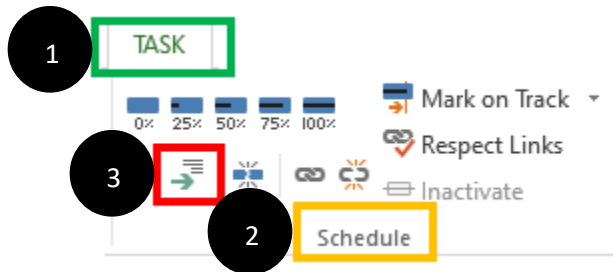 1
TASK
0% 25% 50% 75% 100%
Mark on Track
Respect Links
3
Inactivate
2
Schedule